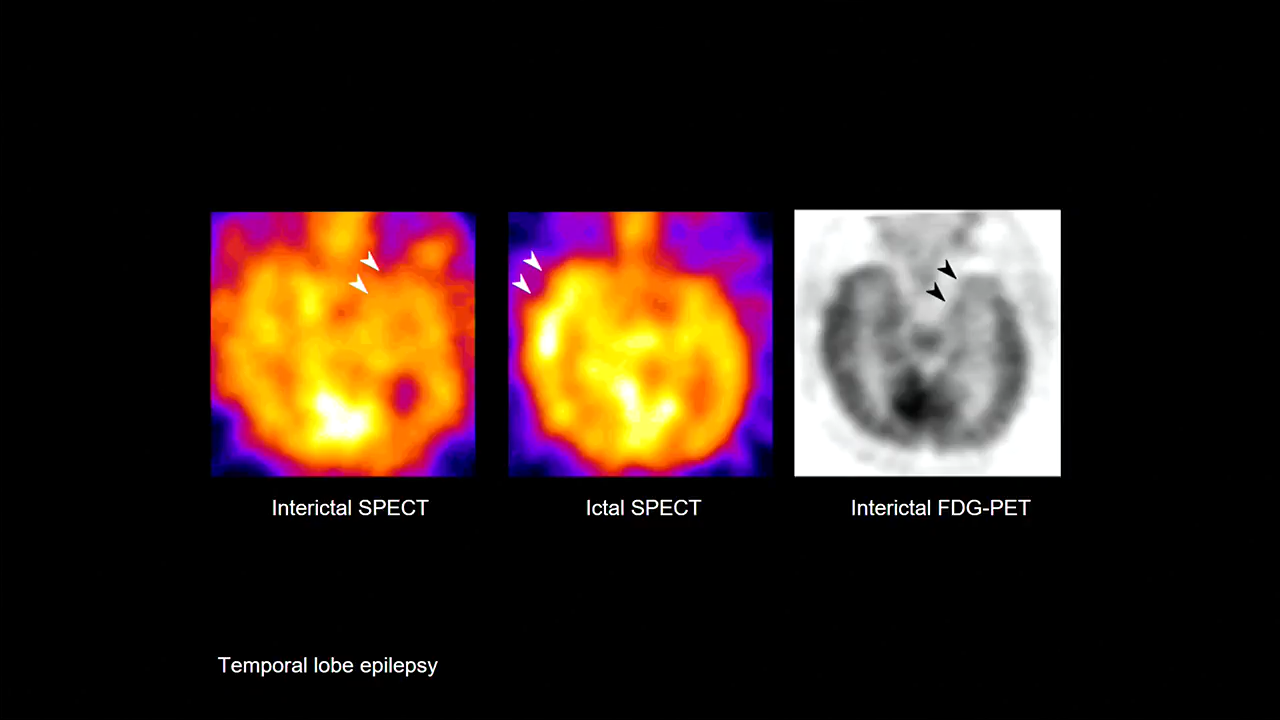 Interictal SPECT
Ictal SPECT
Interictal FDG-PET
Temporal lobe epilepsy